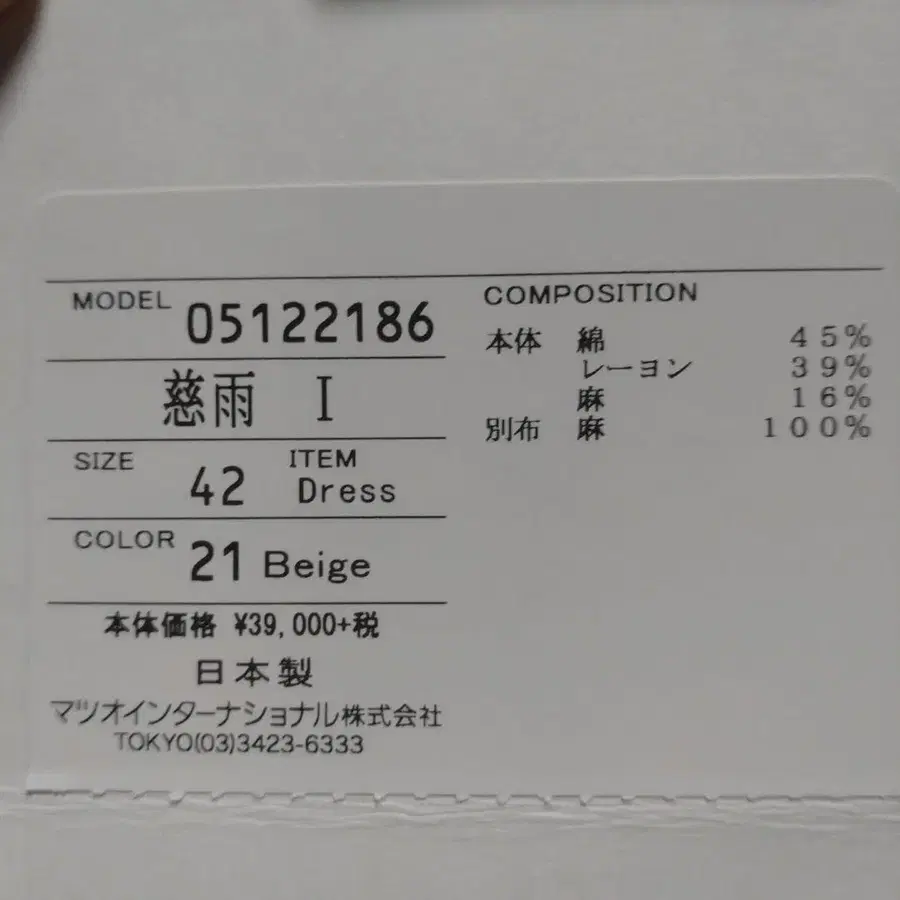 MODEL 05122186
慈雨 I
SIZE 42 ITEM Dress
COLOR 21 Beige
本体価格 ¥39,000+税
日本製
マツオインターナショナル株式会社
TOKYO(03)3423-6333
COMPOSITION
本体 綿 45%
レーヨン 39%
麻 16%
別布 麻 100%